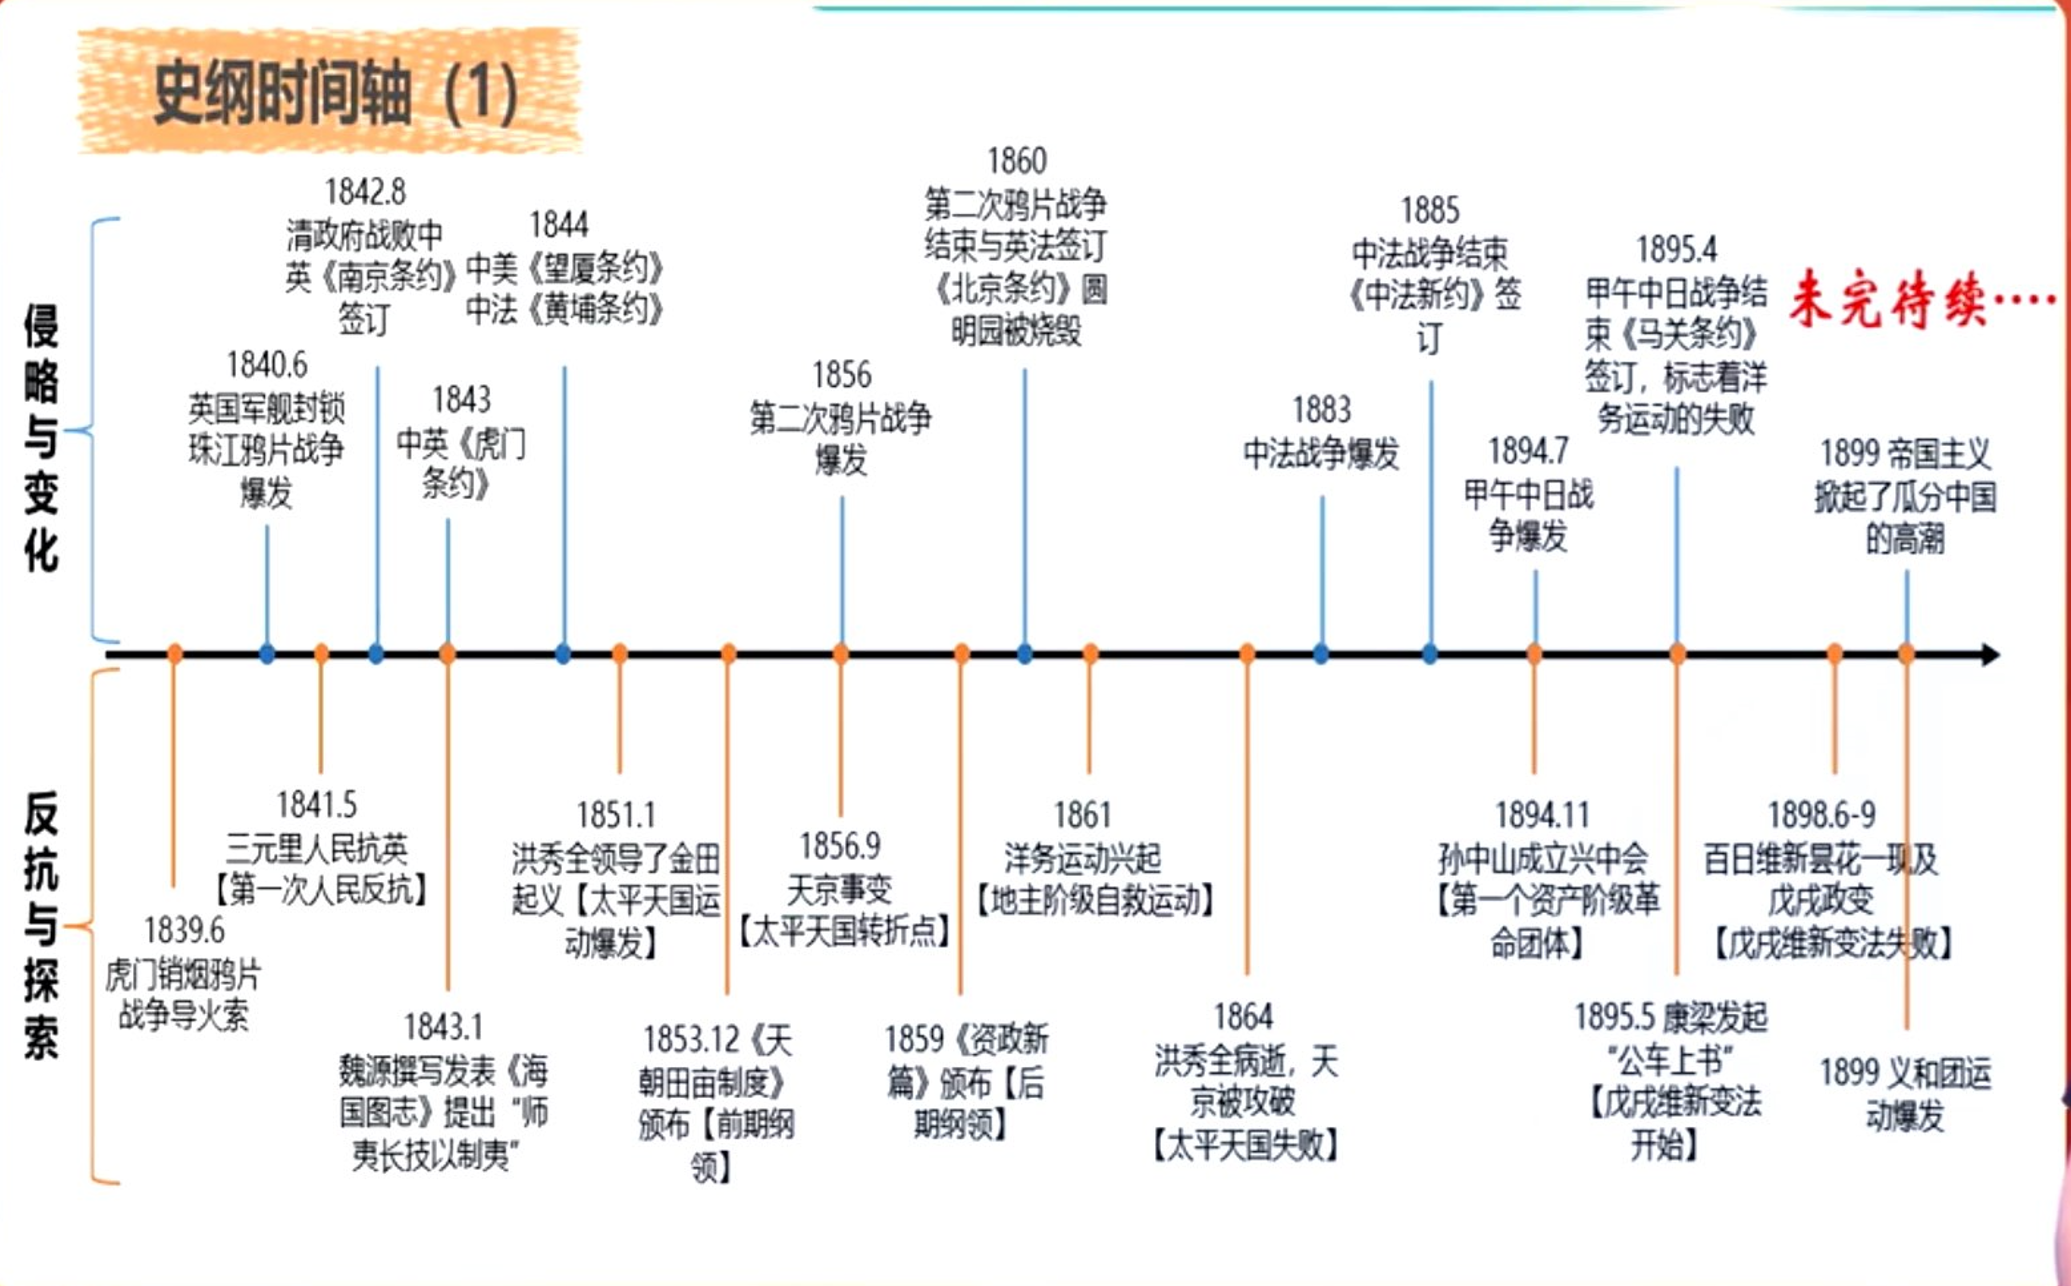 史纲时间轴（1）
侵略与变化
1840.6
英国军舰封锁
珠江鸦片战争
爆发
1842.8
清政府战败中
英《南京条约》
签订
1843
中英《虎门
条约》
1844
中美《望厦条约》
中法《黄埔条约》
1856
第二次鸦片战争
爆发
1860
第二次鸦片战争
结束与英法签订
《北京条约》圆
明园被烧毁
1883
中法战争爆发
1885
中法战争结束
《中法新约》签
订
1894.7
甲午中日战
争爆发
1895.4
甲午中日战争结
束《马关条约》
签订，标志着洋
务运动的失败
1899 帝国主义
掀起了瓜分中国
的高潮
未完待续····
反抗与探索
1839.6
虎门销烟鸦片
战争导火索
1841.5
三元里人民抗英
【第一次人民反抗】
1843.1
魏源撰写发表《海
国图志》提出“师
夷长技以制夷”
1851.1
洪秀全领导了金田
起义【太平天国运
动爆发】
1853.12《天
朝田亩制度》
颁布【前期纲
领】
1856.9
天京事变
【太平天国转折点】
1859《资政新
篇》颁布【后
期纲领】
1861
洋务运动兴起
【地主阶级自救运动】
1864
洪秀全病逝，天
京被攻破
【太平天国失败】
1894.11
孙中山成立兴中会
【第一个资产阶级革
命团体】
1895.5 康梁发起
“公车上书”
【戊戌维新变法
开始】
1898.6-9
百日维新昙花一现及
戊戌政变
【戊戌维新变法失败】
1899 义和团运
动爆发